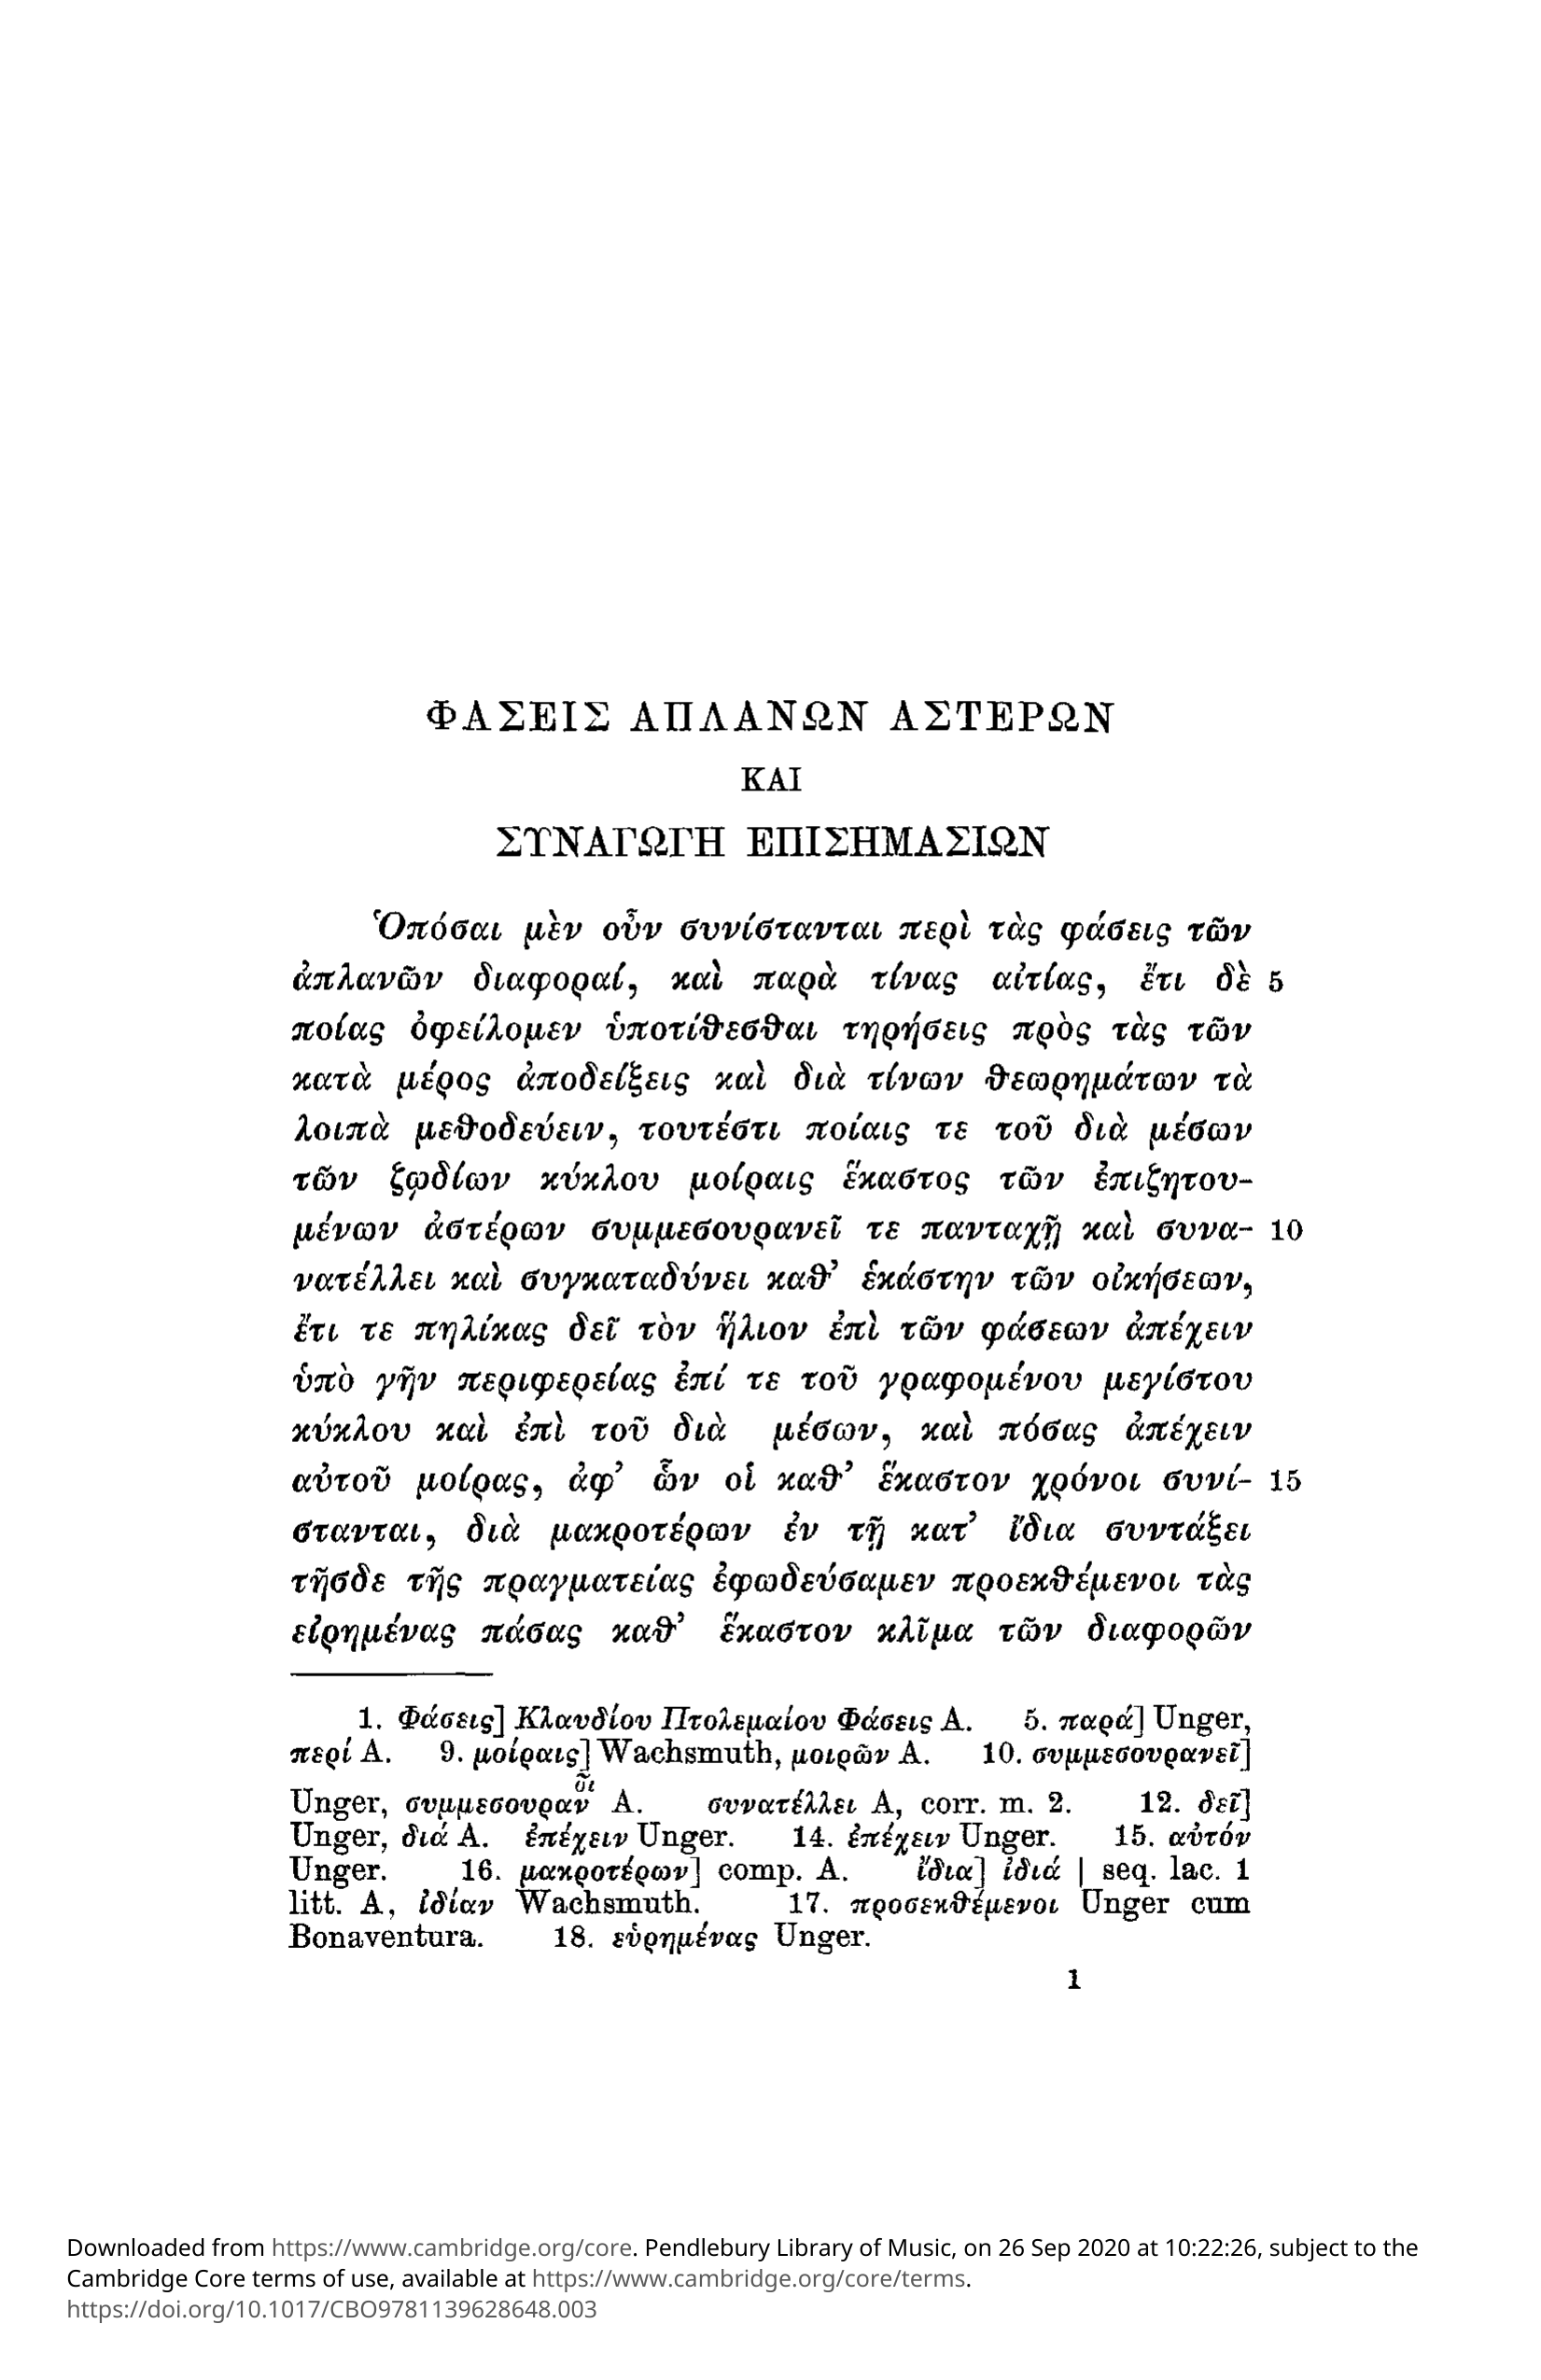 ΦΑΣΕΙΣ ΑΠΛΑΝΩΝ ΑΣΤΕΡΩΝ
ΚΑΙ
ΣΥΝΑΓΩΓΗ ΕΠΙΣΗΜΑΣΙΩΝ
Ὁπόσαι μὲν οὖν συνίστανται περὶ τὰς φάσεις τῶν
ἀπλανῶν διαφοραί, καὶ παρὰ τίνας αἰτίας, ἔτι δὲ 5
ποίας ὀφείλομεν ὑποτίθεσθαι τηρήσεις πρὸς τὰς τῶν
κατὰ μέρος ἀποδείξεις καὶ διὰ τίνων θεωρημάτων τὰ
λοιπὰ μεθοδεύειν, τουτέστι ποίαις τε τοῦ διὰ μέσων
τῶν ζῳδίων κύκλου μοίραις ἕκαστος τῶν ἐπιζητου-
μένων ἀστέρων συμμεσουρανεῖ τε πανταχῇ καὶ συνα- 10
νατέλλει καὶ συγκαταδύνει καθ’ ἑκάστην τῶν οἰκήσεων,
ἔτι τε πηλίκας δεῖ τὸν ἥλιον ἐπὶ τῶν φάσεων ἀπέχειν
ὑπὸ γῆν περιφερείας ἐπί τε τοῦ γραφομένου μεγίστου
κύκλου καὶ ἐπὶ τοῦ διὰ μέσων, καὶ πόσας ἀπέχειν
αὐτοῦ μοίρας, ἀφ’ ὧν οἱ καθ’ ἕκαστον χρόνοι συνί- 15
στανται, διὰ μακροτέρων ἐν τῇ κατ’ ἴδια συντάξει
τῆσδε τῆς πραγματείας ἐφωδεύσαμεν προεκθέμενοι τὰς
εἰρημένας πάσας καθ’ ἕκαστον κλῖμα τῶν διαφορῶν
1. Φάσεις] Κλαυδίου Πτολεμαίου Φάσεις A. 5. παρά] Unger,
περί A. 9. μοίραις] Wachsmuth, μοιρῶν A. 10. συμμεσουρανεῖ]
Unger, συμμεσουραν͂οι A. συνατέλλει A, corr. m. 2. 12. δεῖ]
Unger, διά A. ἐπέχειν Unger. 14. ἐπέχειν Unger. 15. αὐτόν
Unger. 16. μακροτέρων] comp. A. ἴδια] ἰδιά | seq. lac. 1
litt. A, ἰδίαν Wachsmuth. 17. προσεκθέμενοι Unger cum
Bonaventura. 18. εὑρημένας Unger.
1
Downloaded from https://www.cambridge.org/core. Pendlebury Library of Music, on 26 Sep 2020 at 10:22:26, subject to the
Cambridge Core terms of use, available at https://www.cambridge.org/core/terms.
https://doi.org/10.1017/CBO9781139628648.003